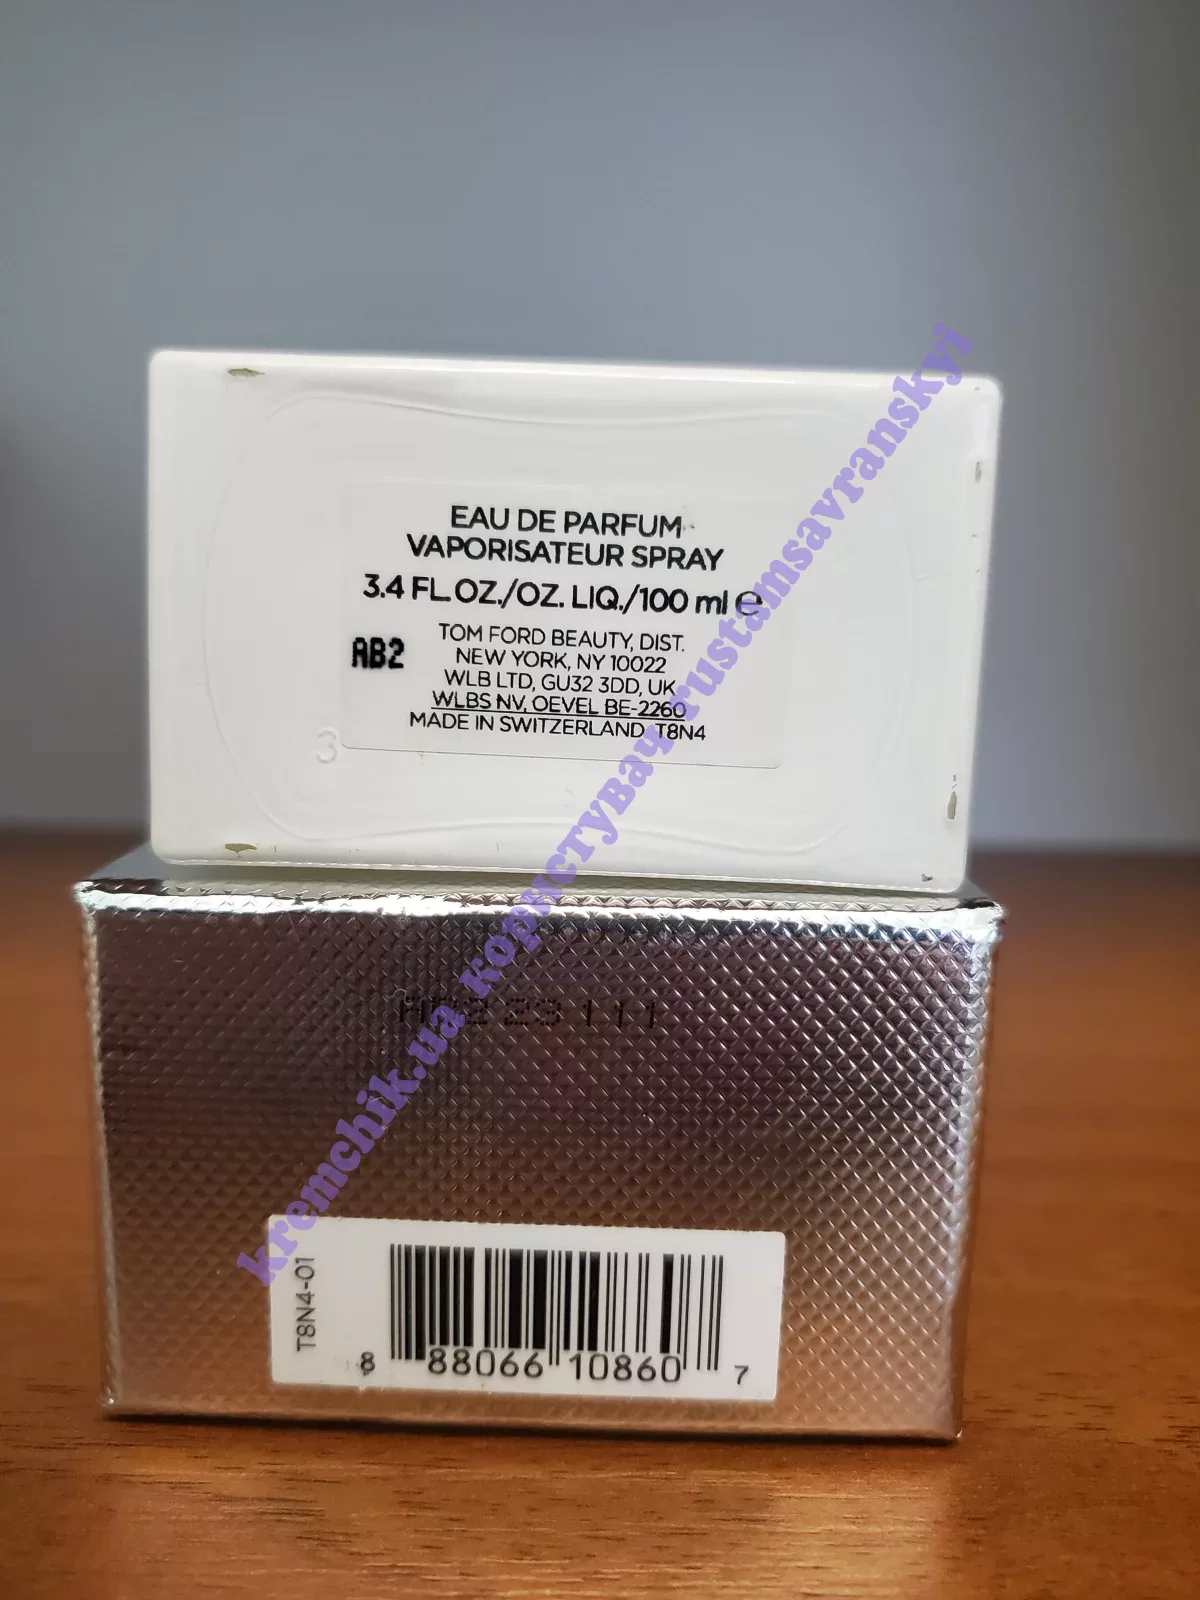 EAU DE PARFUM
VAPORISATEUR SPRAY
3.4 FL.OZ./OZ. LIQ./100 ml ℮
TOM FORD BEAUTY, DIST.
NEW YORK, NY 10022
AB2
WLB LTD, GU32 3DD, UK
WLBS NV, OEVEL BE-2260
MADE IN SWITZERLAND T8N4
3
kremchik.ua користувач rustamsavranskyi
AB2 23111
T8N4-01
8 88066 10860 7